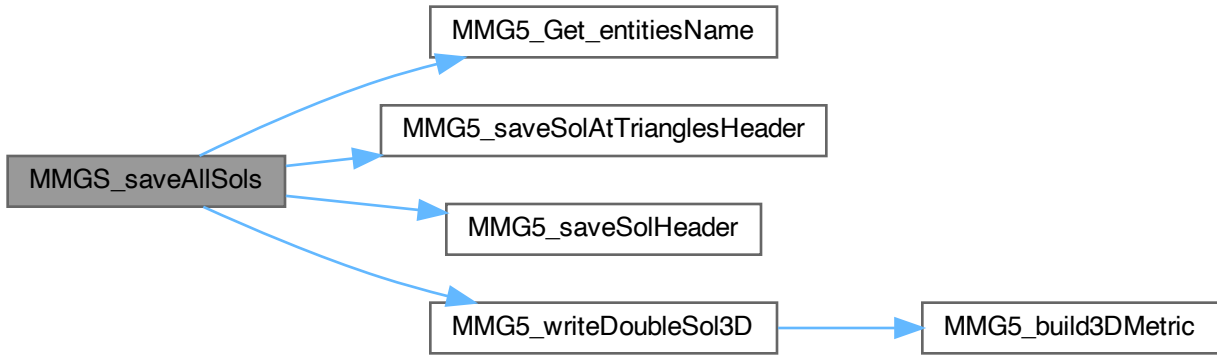 MMG5_Get_entitiesName
MMG5_saveSolAtTrianglesHeader
MMGS_saveAllSols
MMG5_saveSolHeader
MMG5_writeDoubleSol3D
MMG5_build3DMetric